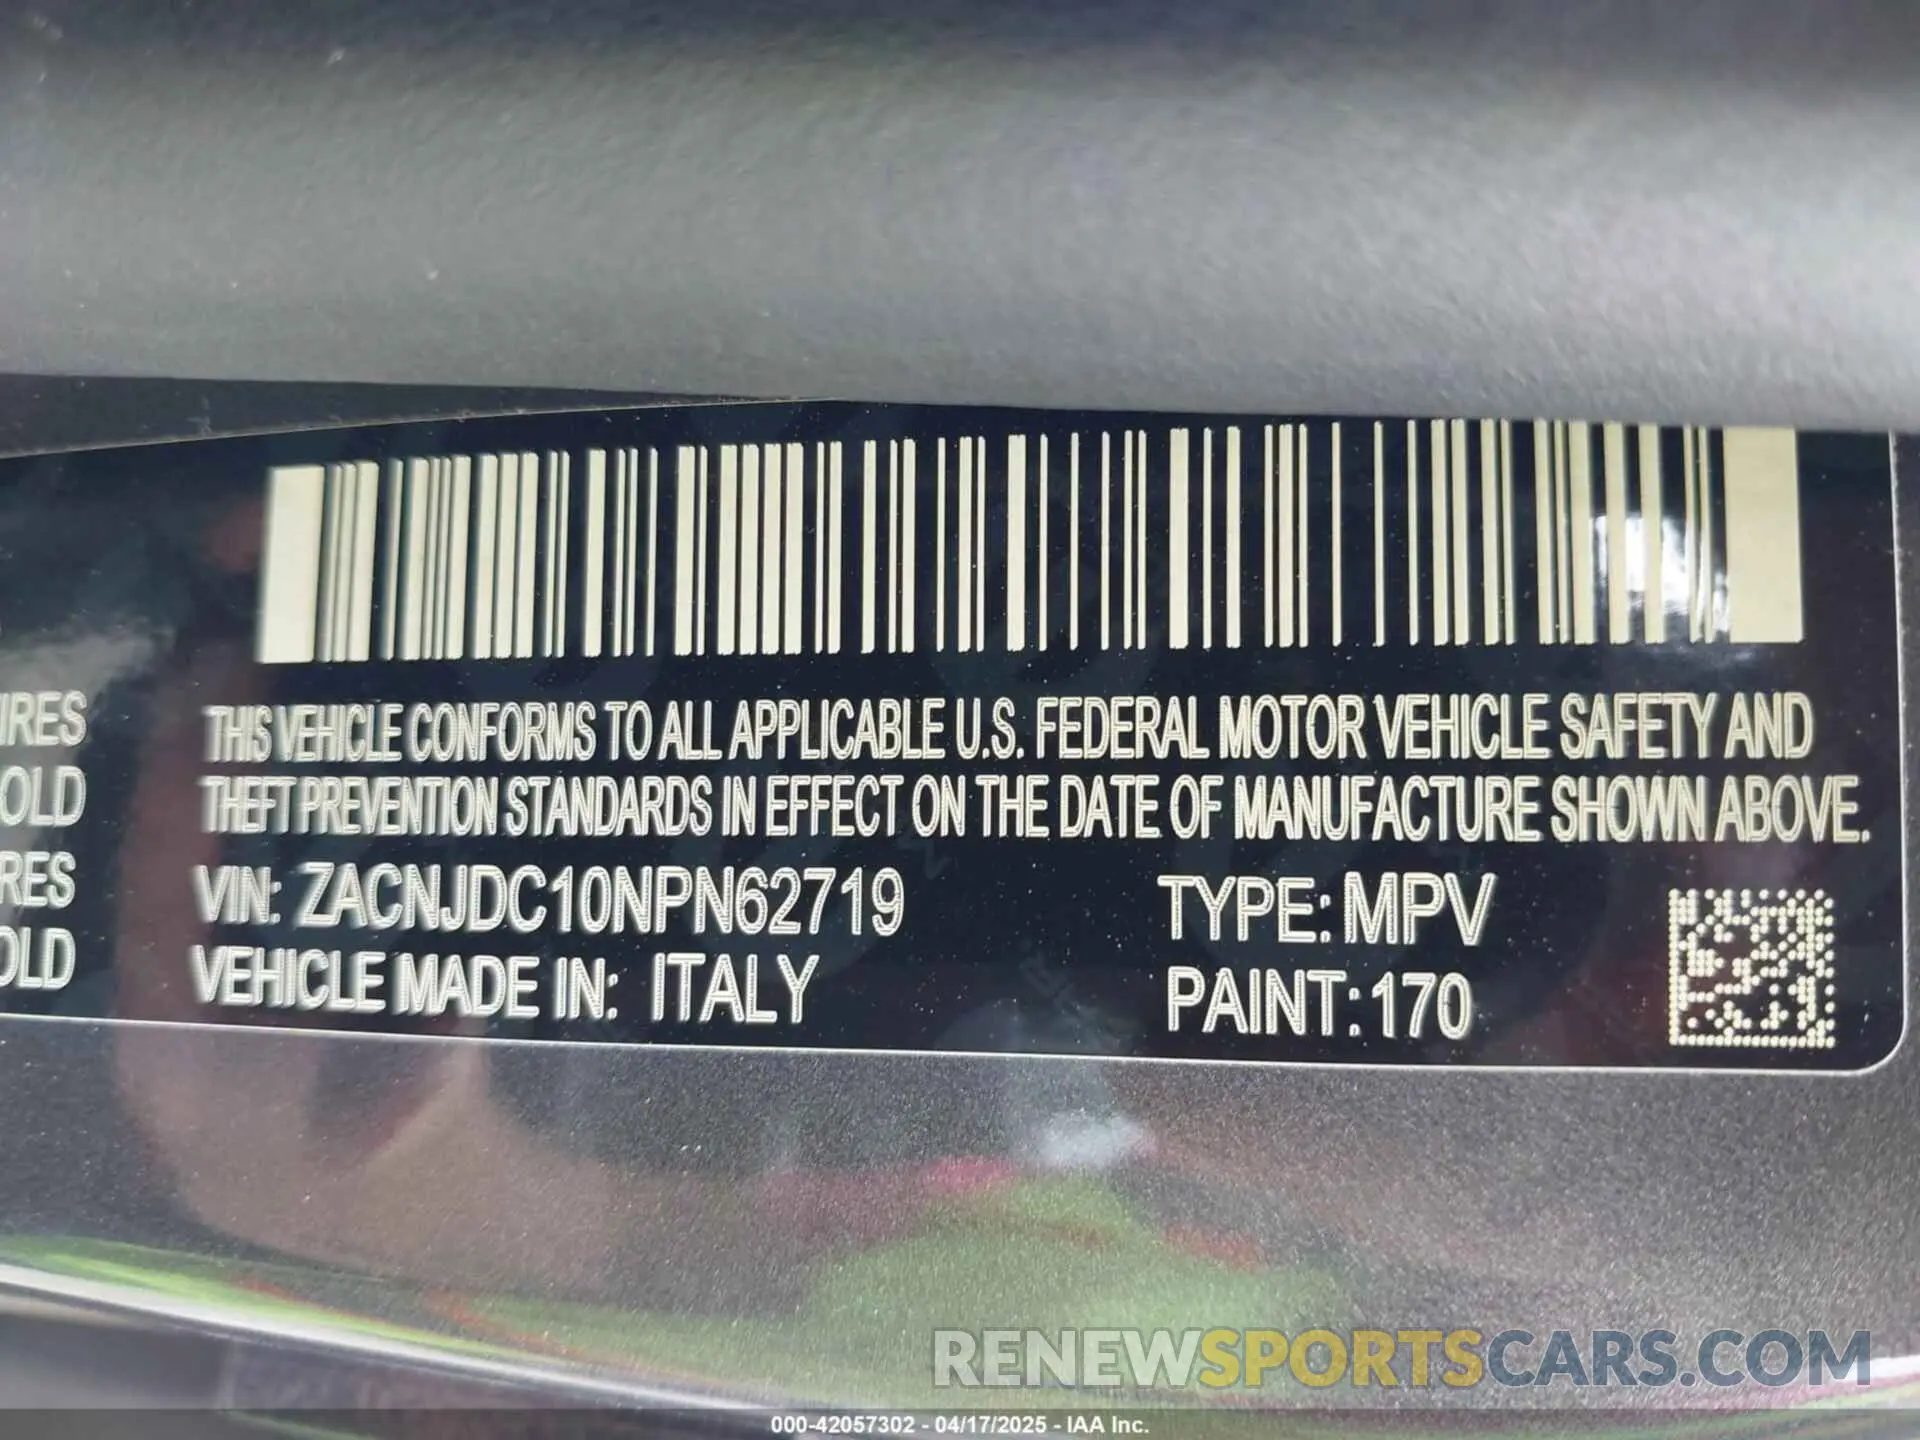 THIS VEHICLE CONFORMS TO ALL APPLICABLE U.S. FEDERAL MOTOR VEHICLE SAFETY AND
THEFT PREVENTION STANDARDS IN EFFECT ON THE DATE OF MANUFACTURE SHOWN ABOVE.
VIN: ZACNJDC10NPN62719 TYPE: MPV
VEHICLE MADE IN: ITALY PAINT: 170
RENEWSPORTSCARS.COM
000-42057302 - 04/17/2025 - IAA Inc.